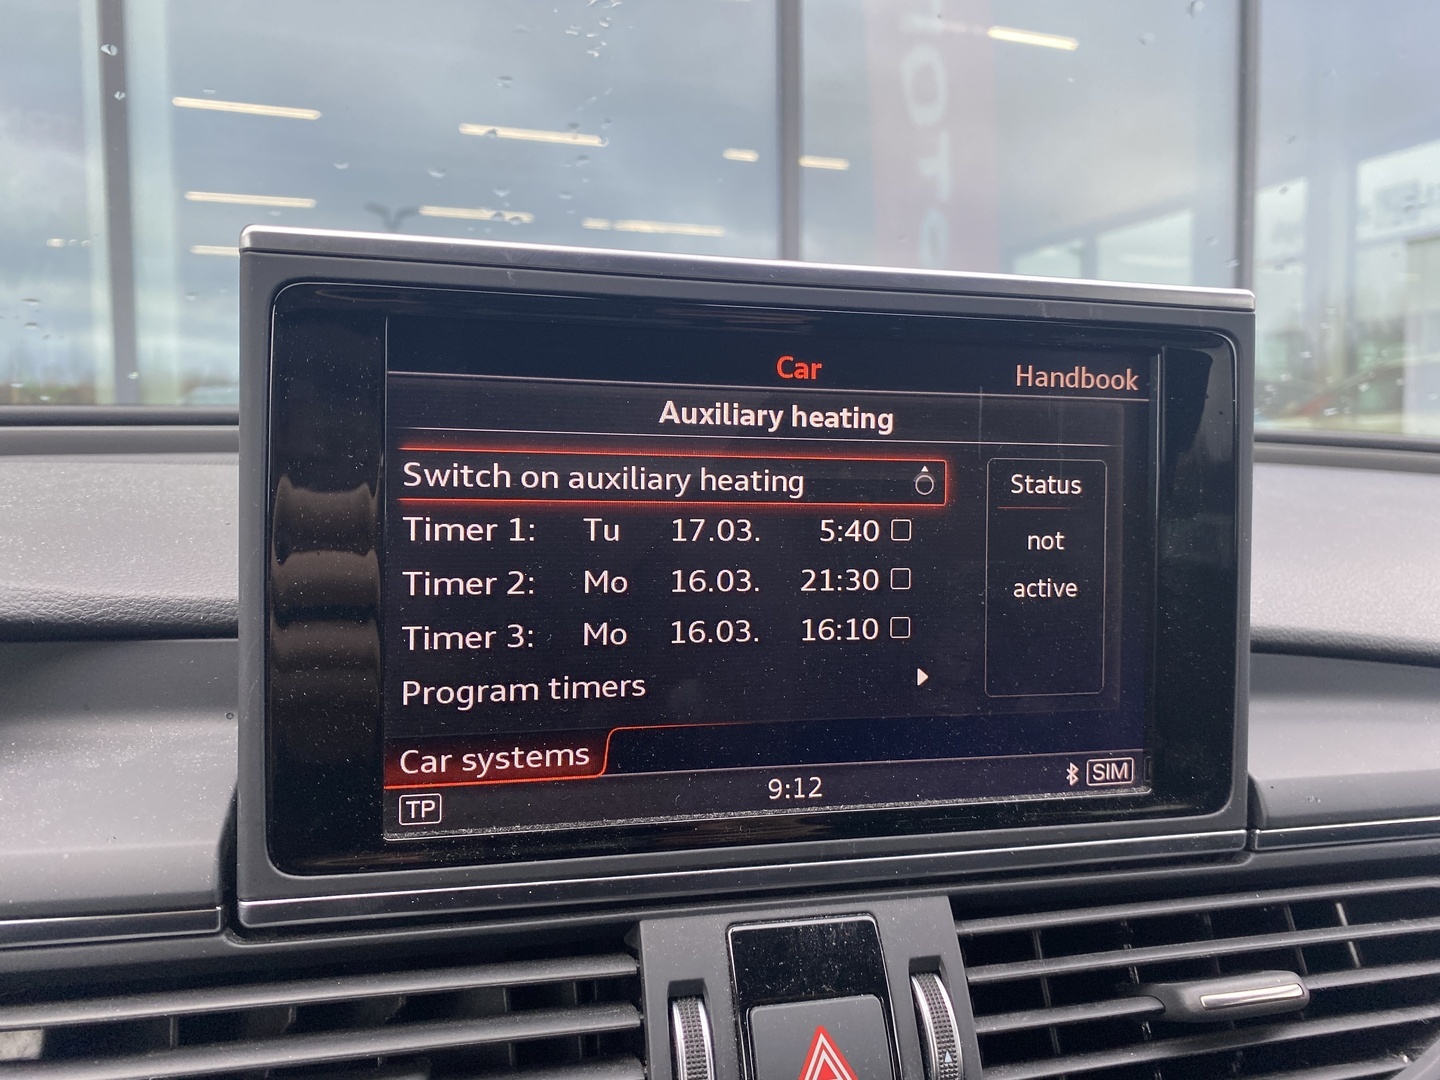 Car
Handbook
Auxiliary heating
Switch on auxiliary heating
Status
Timer 1: Tu 17.03. 5:40
not
Timer 2: Mo 16.03. 21:30
active
Timer 3: Mo 16.03. 16:10
Program timers
Car systems
TP
9:12
SIM